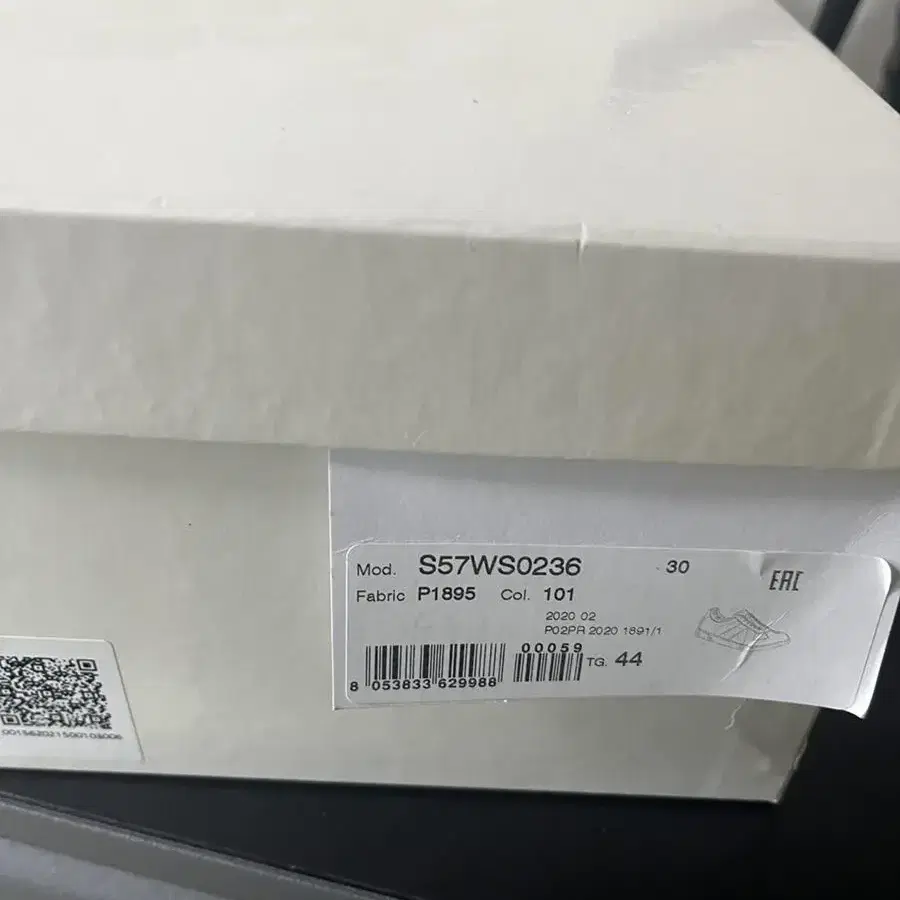 Mod. S57WS0236 30
EAC
Fabric P1895 Col. 101
2020 02
P02PR 2020 1891/1
00059
TG. 44
8 053833 629988